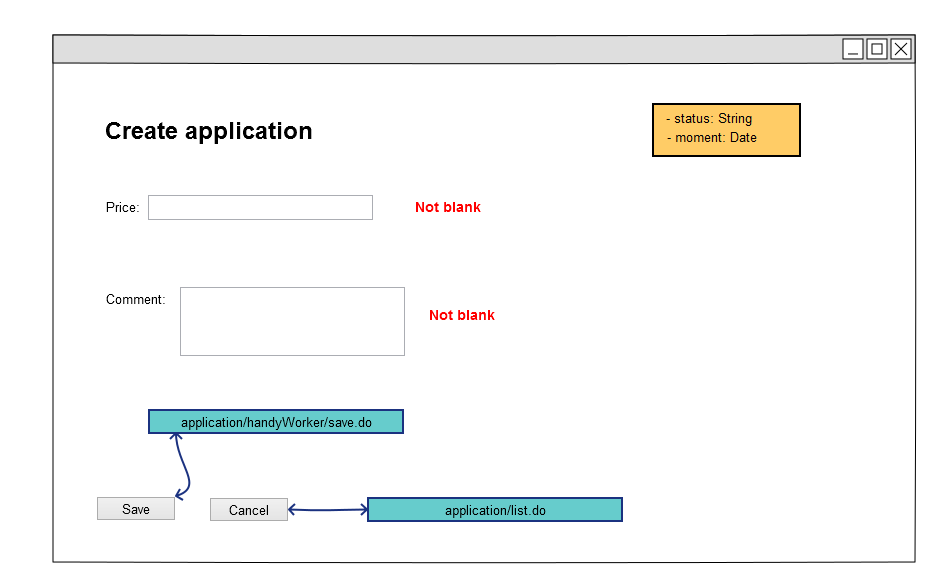 Create application
- status: String
- moment: Date
Price:
Not blank
Comment:
Not blank
application/handyWorker/save.do
Save
Cancel
application/list.do